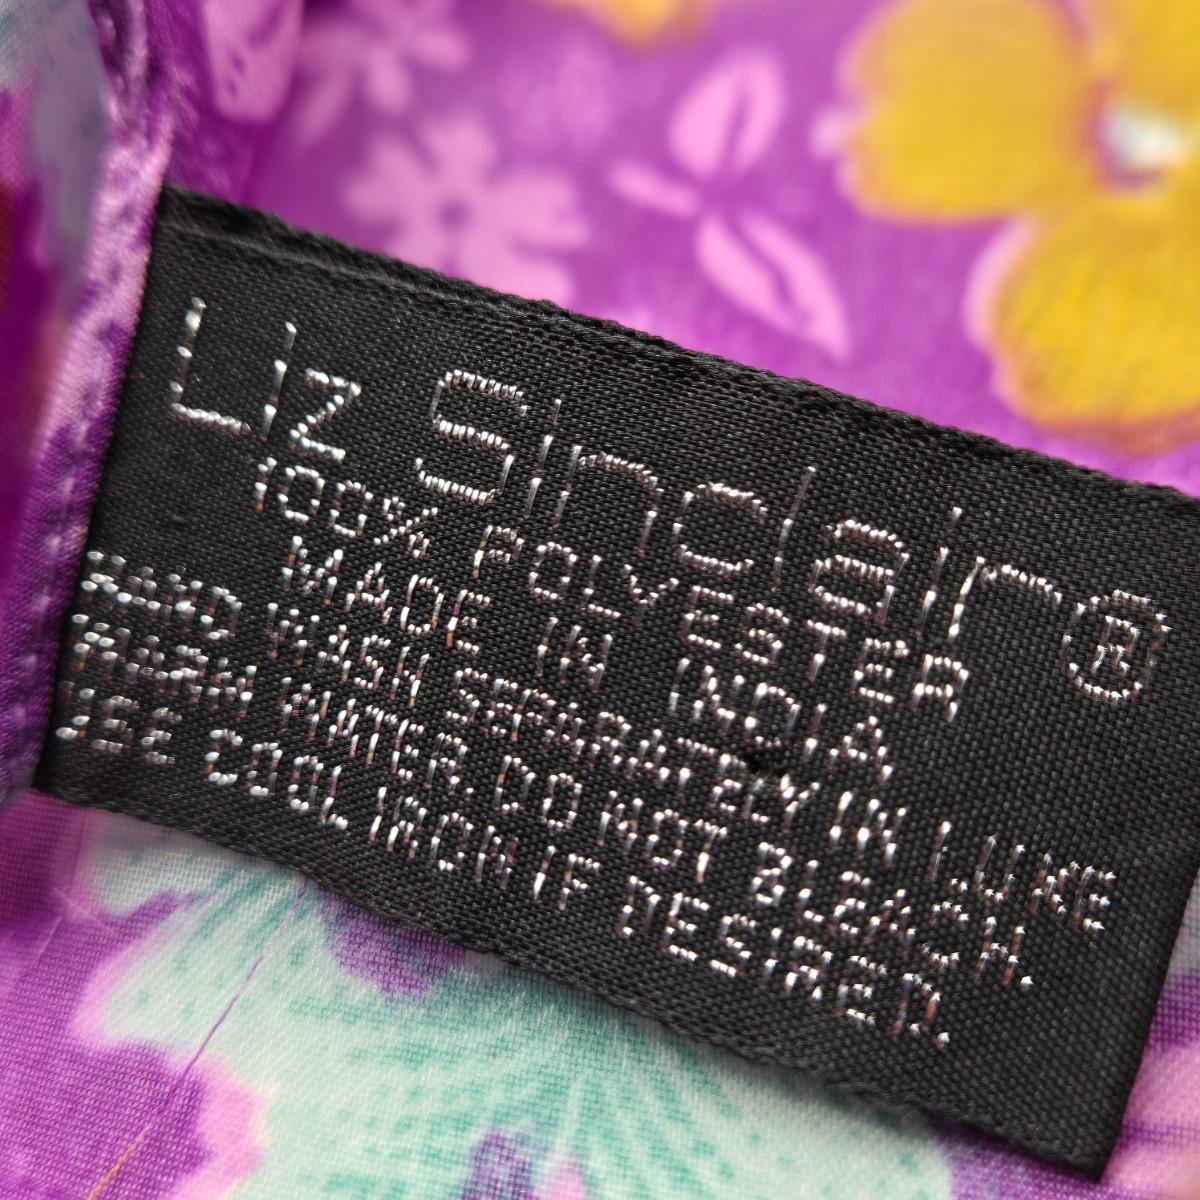 Liz Sinclair®
100% POLYESTER
MADE IN INDIA
HAND WASH SEPARATELY IN LUKE
WARM WATER. DO NOT BLEACH.
USE COOL IRON IF DESIRED.